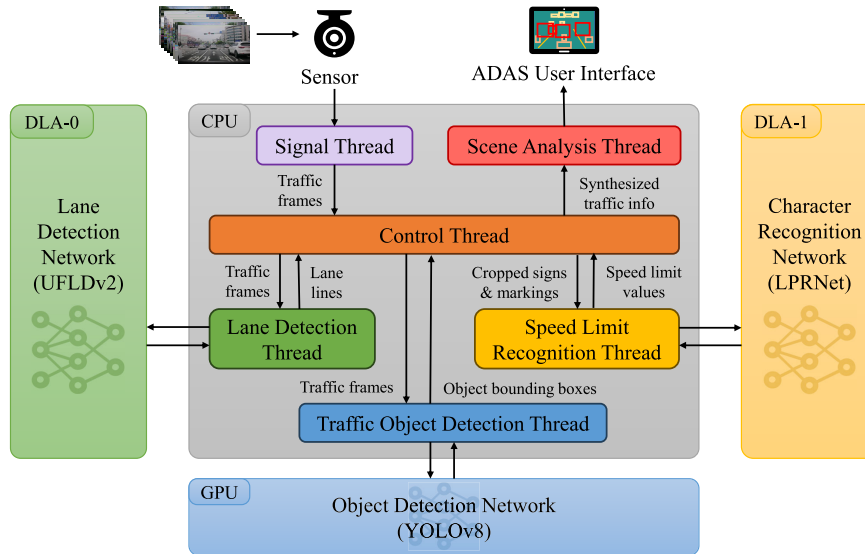 Sensor
ADAS User Interface
DLA-0
CPU
DLA-1
Signal Thread
Scene Analysis Thread
Traffic
frames
Synthesized
traffic info
Lane
Detection
Network
(UFLDv2)
Character
Recognition
Network
(LPRNet)
Control Thread
Traffic
frames
Lane
lines
Cropped signs
& markings
Speed limit
values
Lane Detection
Thread
Speed Limit
Recognition Thread
Traffic frames
Object bounding boxes
Traffic Object Detection Thread
GPU
Object Detection Network
(YOLOv8)